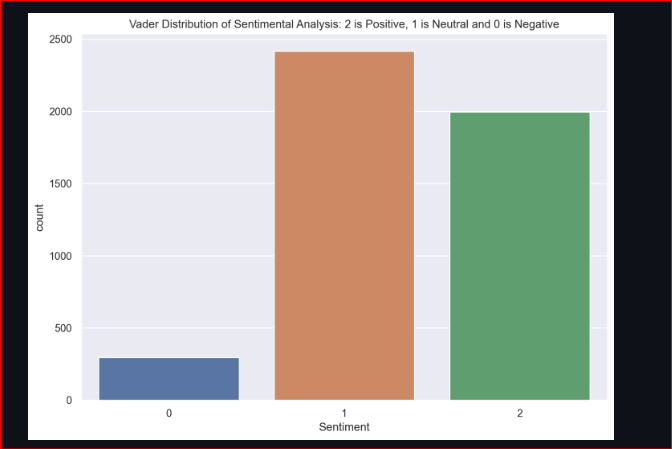 Vader Distribution of Sentimental Analysis: 2 is Positive, 1 is Neutral and 0 is Negative
2500
2000
1500
1000
500
0
count
0 1 2
Sentiment